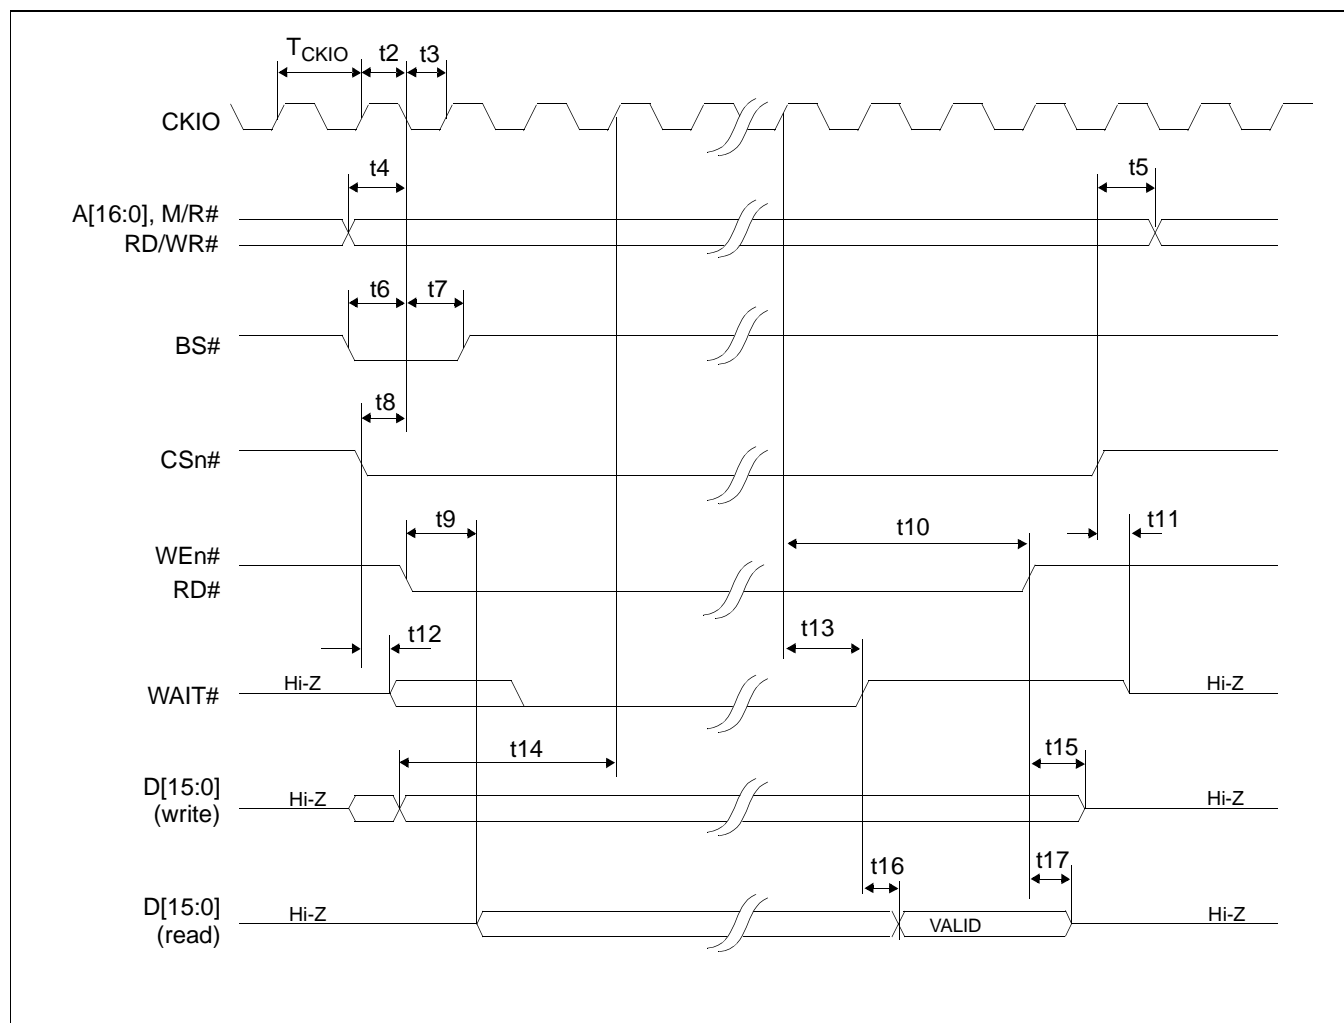 TCKIO t2 t3
CKIO
t4 t5
A[16:0], M/R#
RD/WR#
t6 t7
BS#
t8
CSn#
t9 t10 t11
WEn#
RD#
t12 t13
WAIT# Hi-Z Hi-Z
t14 t15
D[15:0]
(write) Hi-Z Hi-Z
t16 t17
D[15:0]
(read) Hi-Z VALID Hi-Z